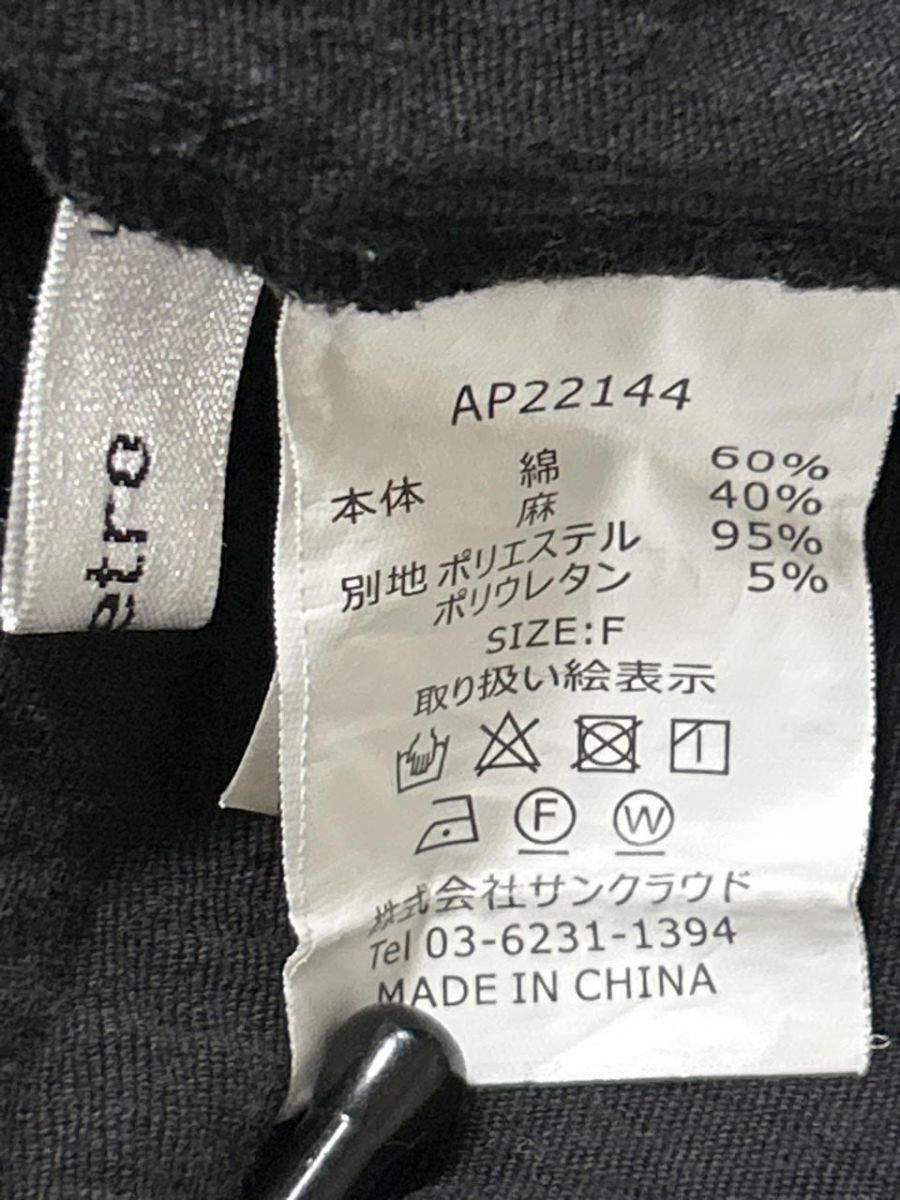 etro
AP22144
本体 綿 60%
麻 40%
別地 ポリエステル 95%
ポリウレタン 5%
SIZE:F
取り扱い絵表示
F W
株式会社サンクラウド
Tel 03-6231-1394
MADE IN CHINA